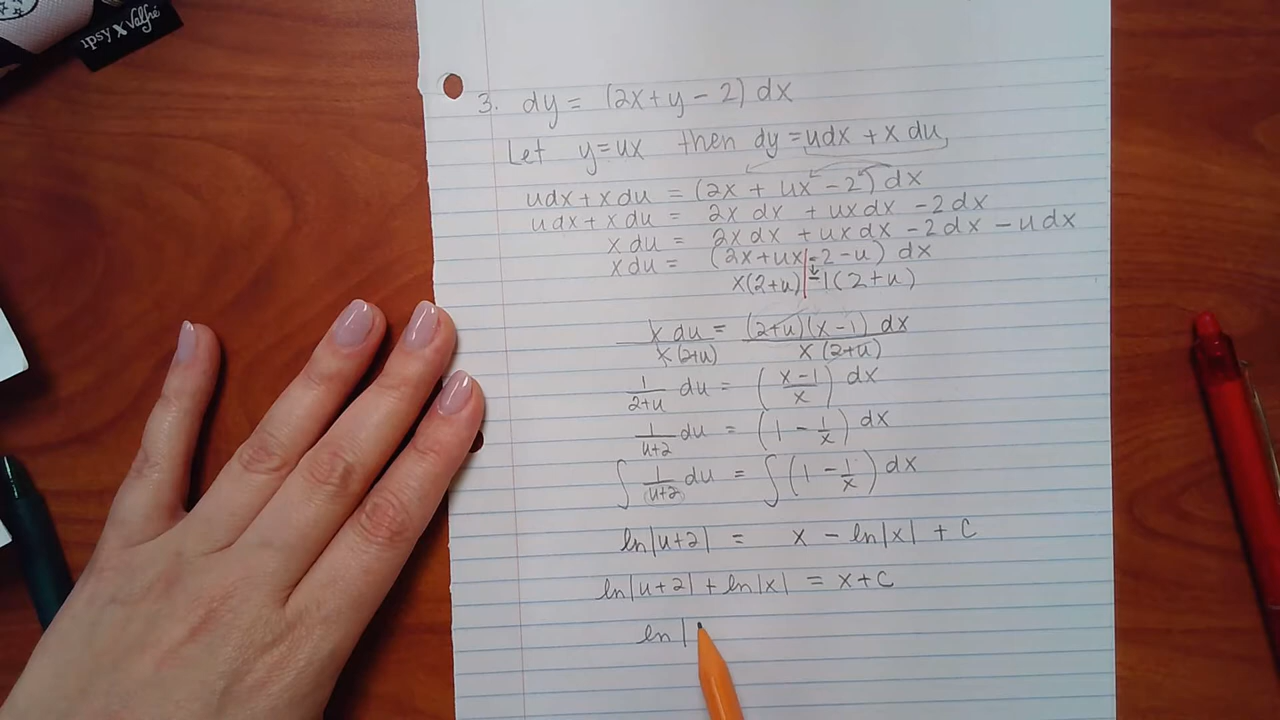 ipsy x Valfré
3. dy = (2x + y - 2) dx
Let y = ux then dy = udx + x du
udx + x du = (2x + ux - 2) dx
udx + x du = 2x dx + ux dx - 2 dx
x du = 2x dx + ux dx - 2 dx - u dx
x du = (2x + ux - 2 - u) dx
x(2+u) - 1(2+u)
x du / x(2+u) = (2+u)(x-1) dx / x(2+u)
1/(2+u) du = ((x-1)/x) dx
1/(u+2) du = (1 - 1/x) dx
∫ 1/(u+2) du = ∫ (1 - 1/x) dx
ln|u+2| = x - ln|x| + C
ln|u+2| + ln|x| = x + C
ln|